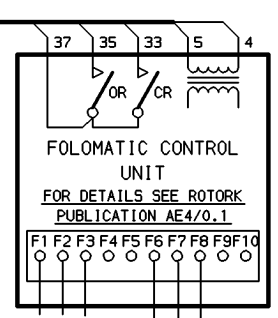 37 35 33 5 4
OR CR
FOLOMATIC CONTROL
UNIT
FOR DETAILS SEE ROTORK
PUBLICATION AE4/0.1
F1 F2 F3 F4 F5 F6 F7 F8 F9 F10